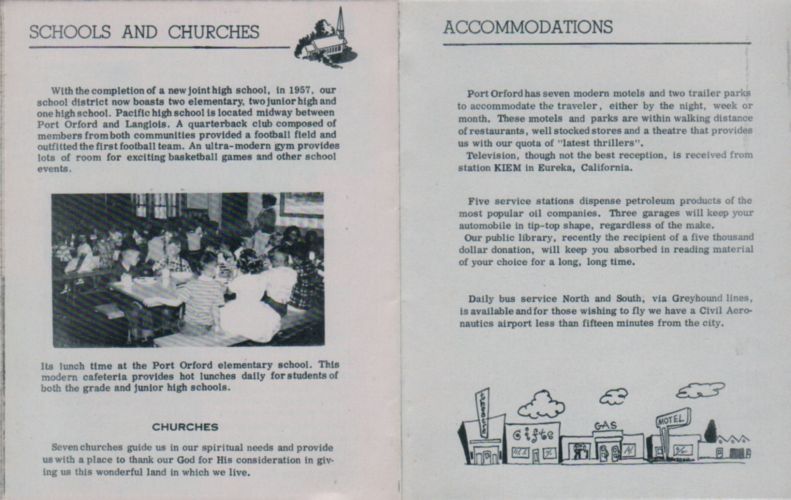 SCHOOLS AND CHURCHES
With the completion of a new joint high school, in 1957, our
school district now boasts two elementary, two junior high and
one high school. Pacific high school is located midway between
Port Orford and Langlois. A quarterback club composed of
members from both communities provided a football field and
outfitted the first football team. An ultra-modern gym provides
lots of room for exciting basketball games and other school
events.
Its lunch time at the Port Orford elementary school. This
modern cafeteria provides hot lunches daily for students of
both the grade and junior high schools.
CHURCHES
Seven churches guide us in our spiritual needs and provide
us with a place to thank our God for His consideration in giv-
ing us this wonderful land in which we live.
ACCOMMODATIONS
Port Orford has seven modern motels and two trailer parks
to accommodate the traveler, either by the night, week or
month. These motels and parks are within walking distance
of restaurants, well stocked stores and a theatre that provides
us with our quota of "latest thrillers".
Television, though not the best reception, is received from
station KIEM in Eureka, California.
Five service stations dispense petroleum products of the
most popular oil companies. Three garages will keep your
automobile in tip-top shape, regardless of the make.
Our public library, recently the recipient of a five thousand
dollar donation, will keep you absorbed in reading material
of your choice for a long, long time.
Daily bus service North and South, via Greyhound lines,
is available and for those wishing to fly we have a Civil Aero-
nautics airport less than fifteen minutes from the city.
THEATRE
Gifts
GAS
MOTEL